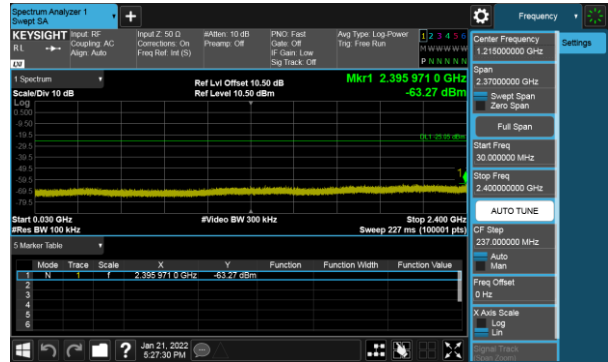 Spectrum Analyzer 1
Swept SA
+
Frequency
KEYSIGHT
RL
LXI
Input: RF
Coupling: AC
Align: Auto
Input Z: 50 Ω
Corrections: On
Freq Ref: Int (S)
#Atten: 10 dB
Preamp: Off
PNO: Fast
Gate: Off
IF Gain: Low
Sig Track: Off
Avg Type: Log-Power
Trig: Free Run
1 2 3 4 5 6
M W W W W W
P N N N N N
1 Spectrum
Scale/Div 10 dB
Ref Lvl Offset 10.50 dB
Ref Level 10.50 dBm
Mkr1 2.395 971 0 GHz
-63.27 dBm
Log
0.500
-9.50
-19.5
-29.5
-39.5
-49.5
-59.5
-69.5
-79.5
1
Start 0.030 GHz
#Res BW 100 kHz
#Video BW 300 kHz
Stop 2.400 GHz
Sweep 227 ms (100001 pts)
5 Marker Table
Mode Trace Scale X Y Function Function Width Function Value
1 N 1 f 2.395 971 0 GHz -63.27 dBm
2
3
4
5
6
Center Frequency
1.215000000 GHz
Settings
Span
2.37000000 GHz
Swept Span
Zero Span
Full Span
Start Freq
30.000000 MHz
Stop Freq
2.400000000 GHz
AUTO TUNE
CF Step
237.000000 MHz
Auto
Man
Freq Offset
0 Hz
X Axis Scale
Log
Lin
Signal Track
(Span Zoom)
?
Jan 21, 2022
5:27:30 PM